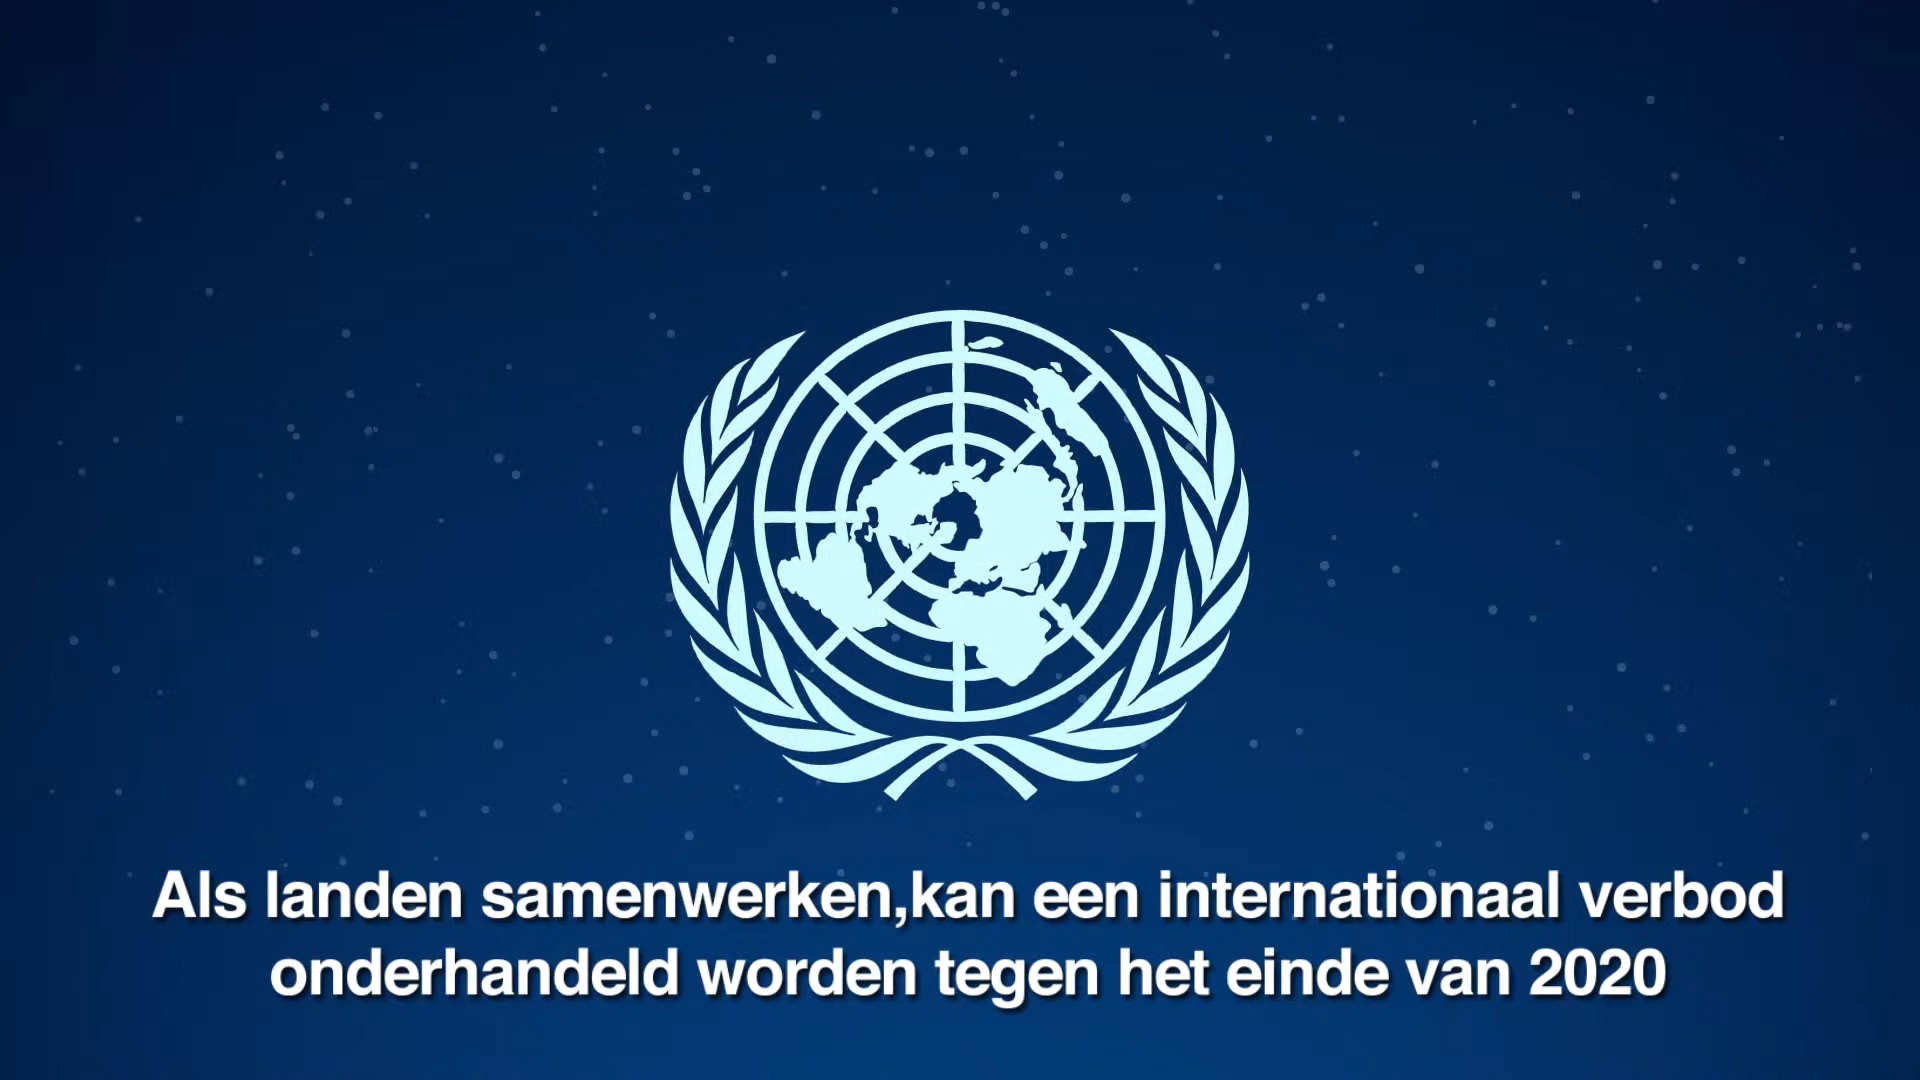 Als landen samenwerken,kan een internationaal verbod
onderhandeld worden tegen het einde van 2020